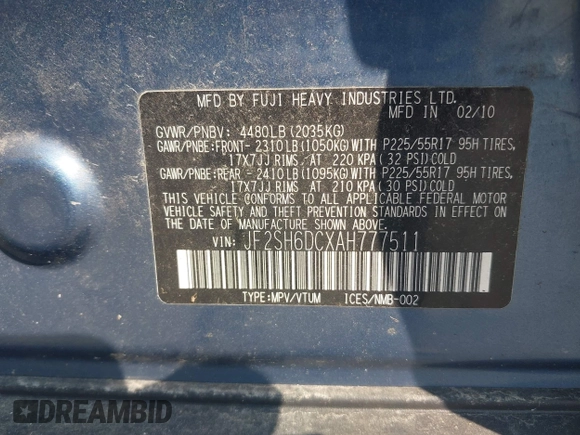 MFD BY FUJI HEAVY INDUSTRIES LTD.
MFD IN 02/10
GVWR/PNBV: 4480LB (2035KG)
GAWR/PNBE: FRONT- 2310LB (1050KG) WITH P225/55R17 95H TIRES,
17X7JJ RIMS. AT 220 KPA (32 PSI) COLD
GAWR/PNBE: REAR - 2410LB (1095KG) WITH P225/55R17 95H TIRES,
17X7JJ RIMS. AT 210 KPA (30 PSI) COLD
THIS VEHICLE CONFORMS TO ALL APPLICABLE FEDERAL MOTOR
VEHICLE SAFETY AND THEFT PREVENTION STANDARDS IN EFFECT ON
THE DATE OF MANUFACTURE SHOWN ABOVE.
VIN: JF2SH6DCXAH777511
TYPE: MPV/VTUM ICES/NMB-002
DREAMBID